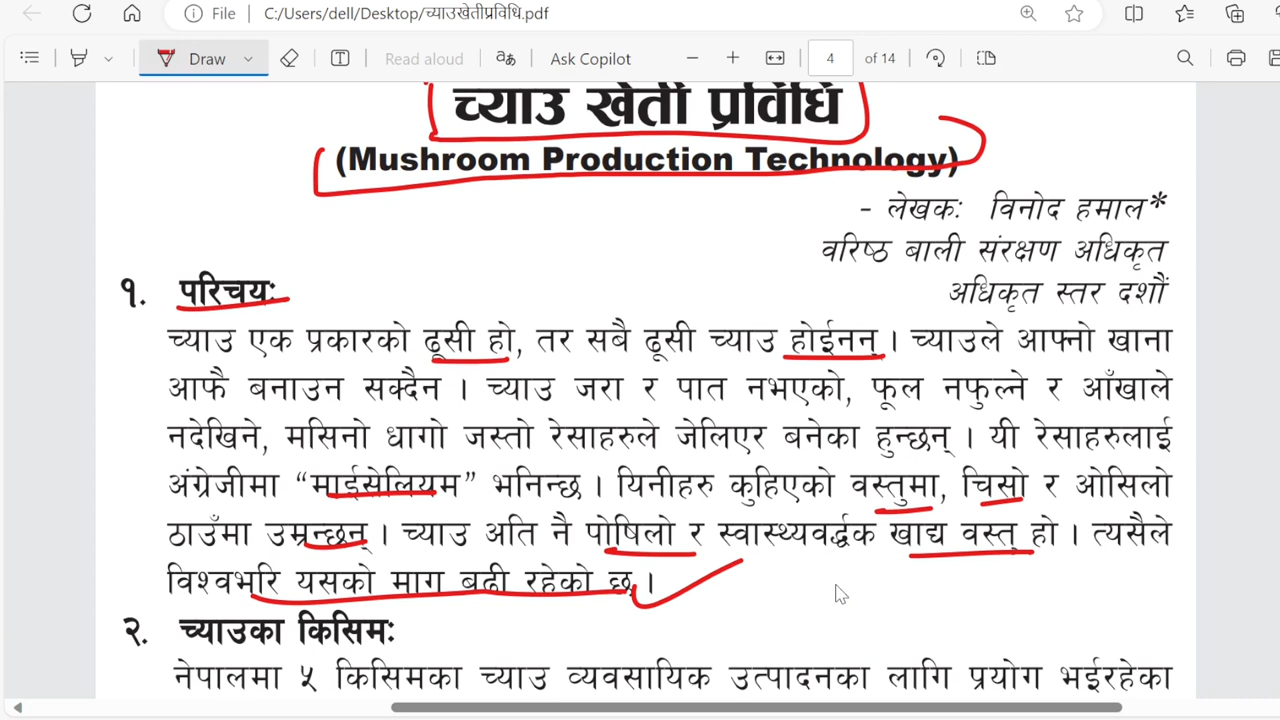 File C:/Users/dell/Desktop/च्याउखेतीप्रविधि.pdf
Draw Read aloud aあ Ask Copilot 4 of 14
च्याउ खेती प्रविधि
(Mushroom Production Technology)
- लेखकः विनोद हमाल*
वरिष्ठ बाली संरक्षण अधिकृत
अधिकृत स्तर दशौं
१. परिचयः
च्याउ एक प्रकारको ढूसी हो, तर सबै ढूसी च्याउ होईनन् । च्याउले आफ्नो खाना
आफै बनाउन सक्दैन । च्याउ जरा र पात नभएको, फूल नफुल्ने र आँखाले
नदेखिने, मसिनो धागो जस्तो रेसाहरुले जेलिएर बनेका हुन्छन् । यी रेसाहरुलाई
अंग्रेजीमा “माईसेलियम” भनिन्छ । यिनीहरु कुहिएको वस्तुमा, चिसो र ओसिलो
ठाउँमा उम्रन्छन् । च्याउ अति नै पोषिलो र स्वास्थ्यवर्द्धक खाद्य वस्तु हो । त्यसैले
विश्वभरि यसको माग बढी रहेको छ ।
२. च्याउका किसिमः
नेपालमा ५ किसिमका च्याउ व्यवसायिक उत्पादनका लागि प्रयोग भईरहेका